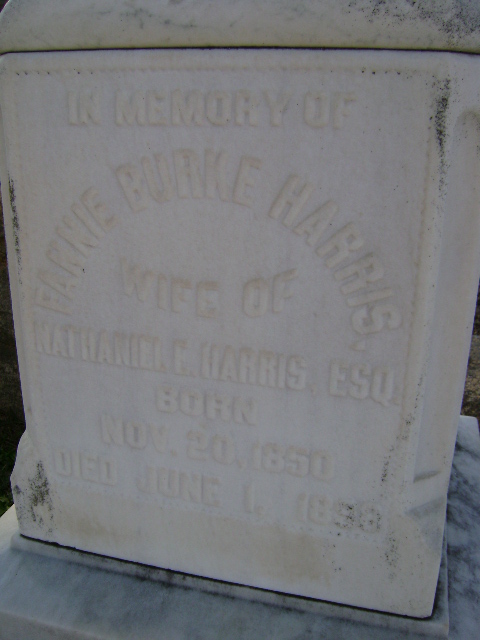 IN MEMORY OF
FANNIE BURKE HARRIS,
WIFE OF
NATHANIEL E. HARRIS, ESQ.
BORN
NOV. 20, 1850
DIED JUNE 1, 1898